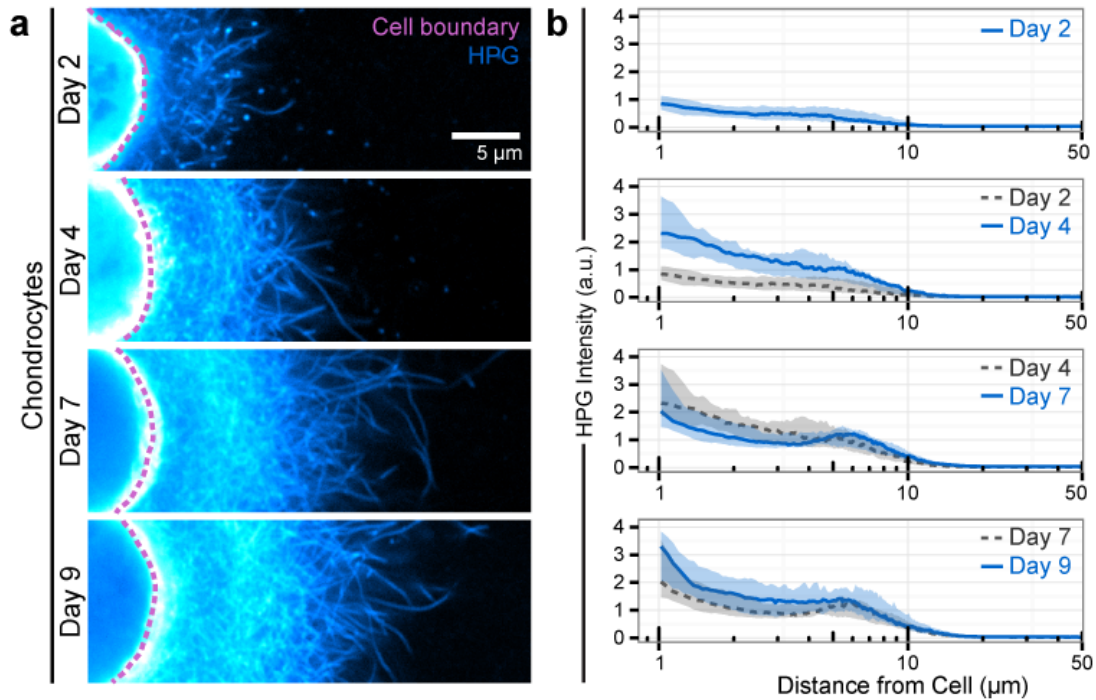 a
Chondrocytes
Day 2
Cell boundary
HPG
5 µm
Day 4
Day 7
Day 9
b
HPG Intensity (a.u.)
4
3
2
1
0
Day 2
1
10
50
4
3
2
1
0
Day 2
Day 4
1
10
50
4
3
2
1
0
Day 4
Day 7
1
10
50
4
3
2
1
0
Day 7
Day 9
1
10
50
Distance from Cell (µm)